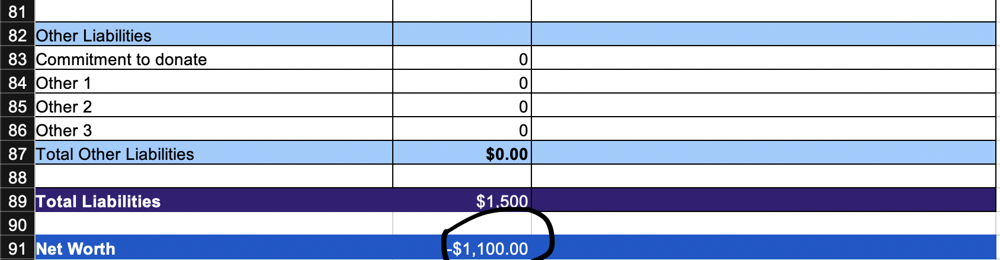 81
82 Other Liabilities
83 Commitment to donate 0
84 Other 1 0
85 Other 2 0
86 Other 3 0
87 Total Other Liabilities $0.00
88
89 Total Liabilities $1,500
90
91 Net Worth -$1,100.00